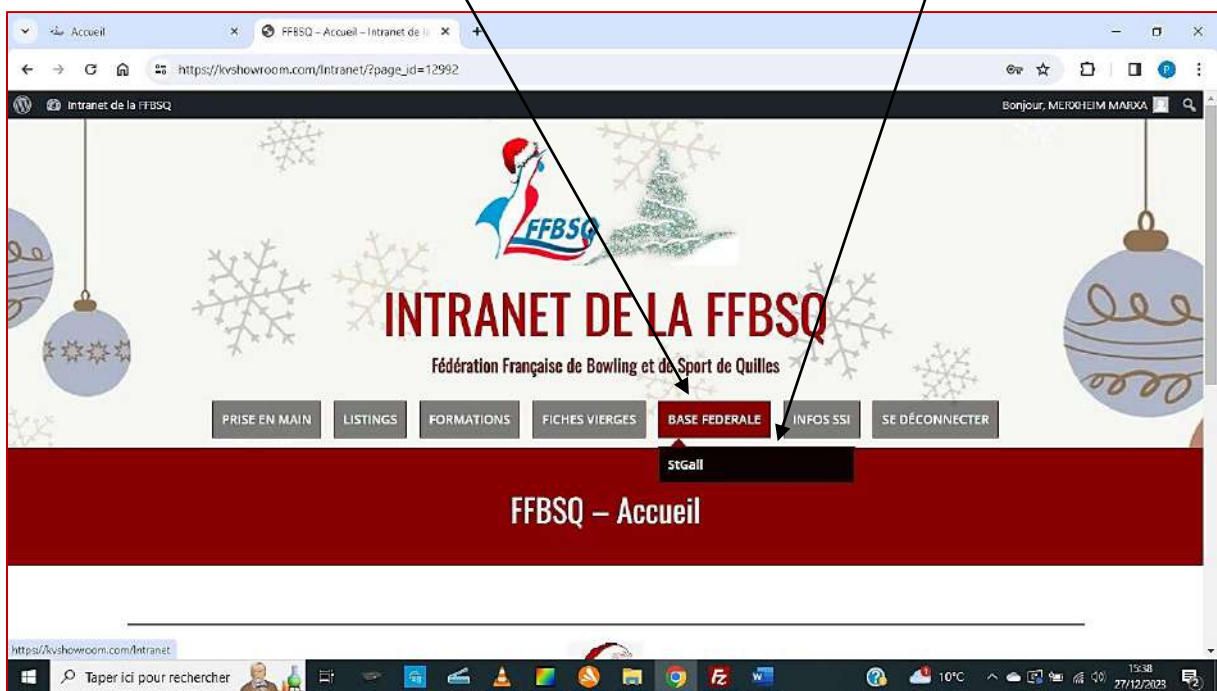 Accueil
FFBSQ – Accueil – Intranet de l
https://kvshowroom.com/Intranet/?page_id=12992
Intranet de la FFBSQ
Bonjour, MERXHEIM MARXA
FFBSQ
INTRANET DE LA FFBSQ
Fédération Française de Bowling et de Sport de Quilles
PRISE EN MAIN
LISTINGS
FORMATIONS
FICHES VIERGES
BASE FEDERALE
INFOS SSI
SE DÉCONNECTER
StGall
FFBSQ – Accueil
https://kvshowroom.com/Intranet
Taper ici pour rechercher
10°C
15:38
27/12/2023